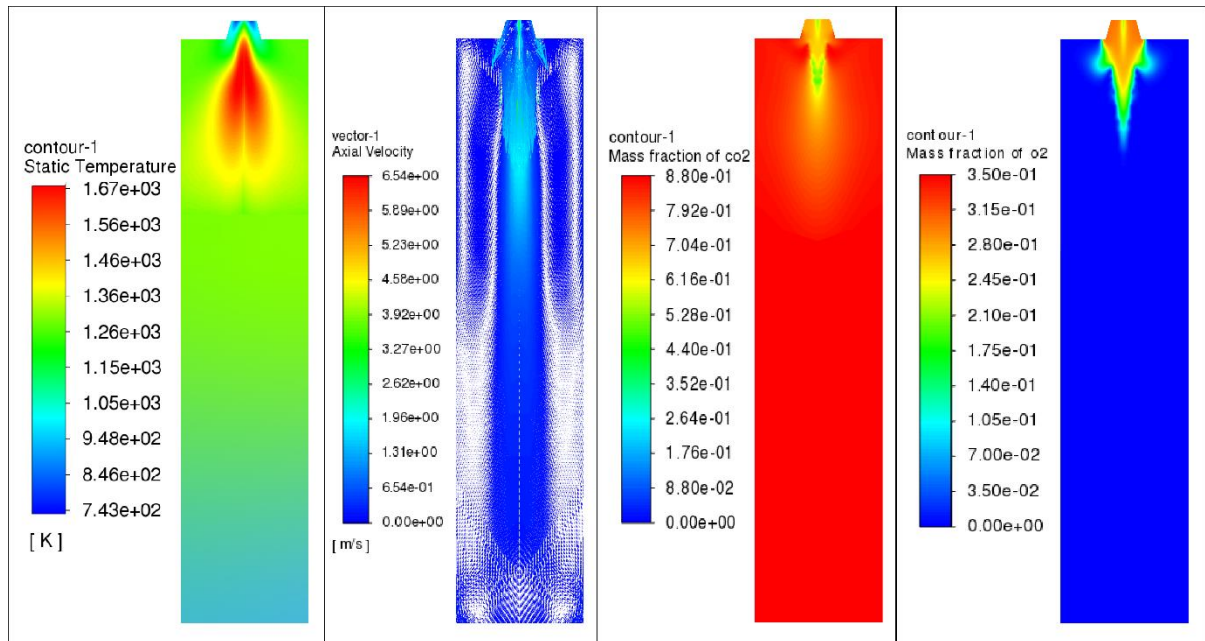 contour-1
Static Temperature
1.67e+03
1.56e+03
1.46e+03
1.36e+03
1.26e+03
1.15e+03
1.05e+03
9.48e+02
8.46e+02
7.43e+02
[ K ]
vector-1
Axial Velocity
6.54e+00
5.89e+00
5.23e+00
4.58e+00
3.92e+00
3.27e+00
2.62e+00
1.96e+00
1.31e+00
6.54e-01
0.00e+00
[ m/s ]
contour-1
Mass fraction of co2
8.80e-01
7.92e-01
7.04e-01
6.16e-01
5.28e-01
4.40e-01
3.52e-01
2.64e-01
1.76e-01
8.80e-02
0.00e+00
contour-1
Mass fraction of o2
3.50e-01
3.15e-01
2.80e-01
2.45e-01
2.10e-01
1.75e-01
1.40e-01
1.05e-01
7.00e-02
3.50e-02
0.00e+00